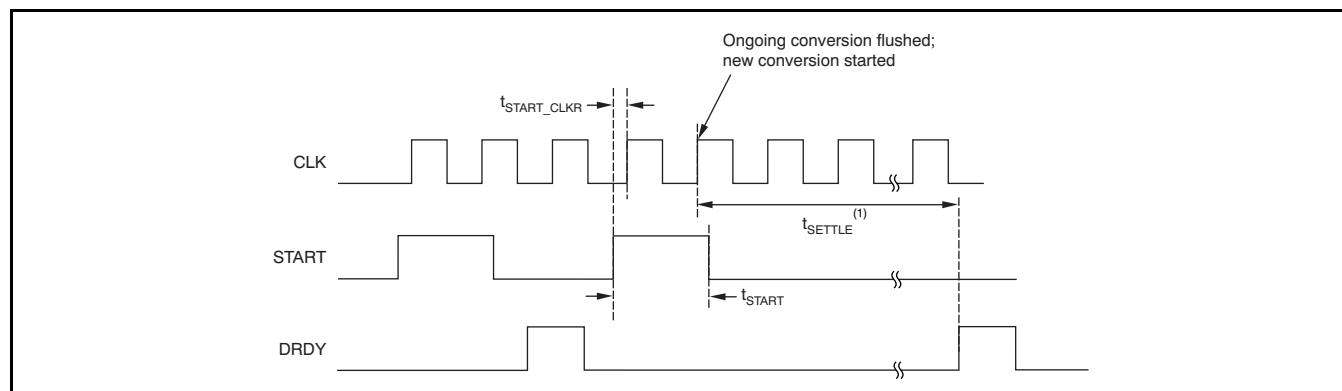 Ongoing conversion flushed;
new conversion started
tSTART_CLKR
CLK
tSETTLE(1)
START
tSTART
DRDY